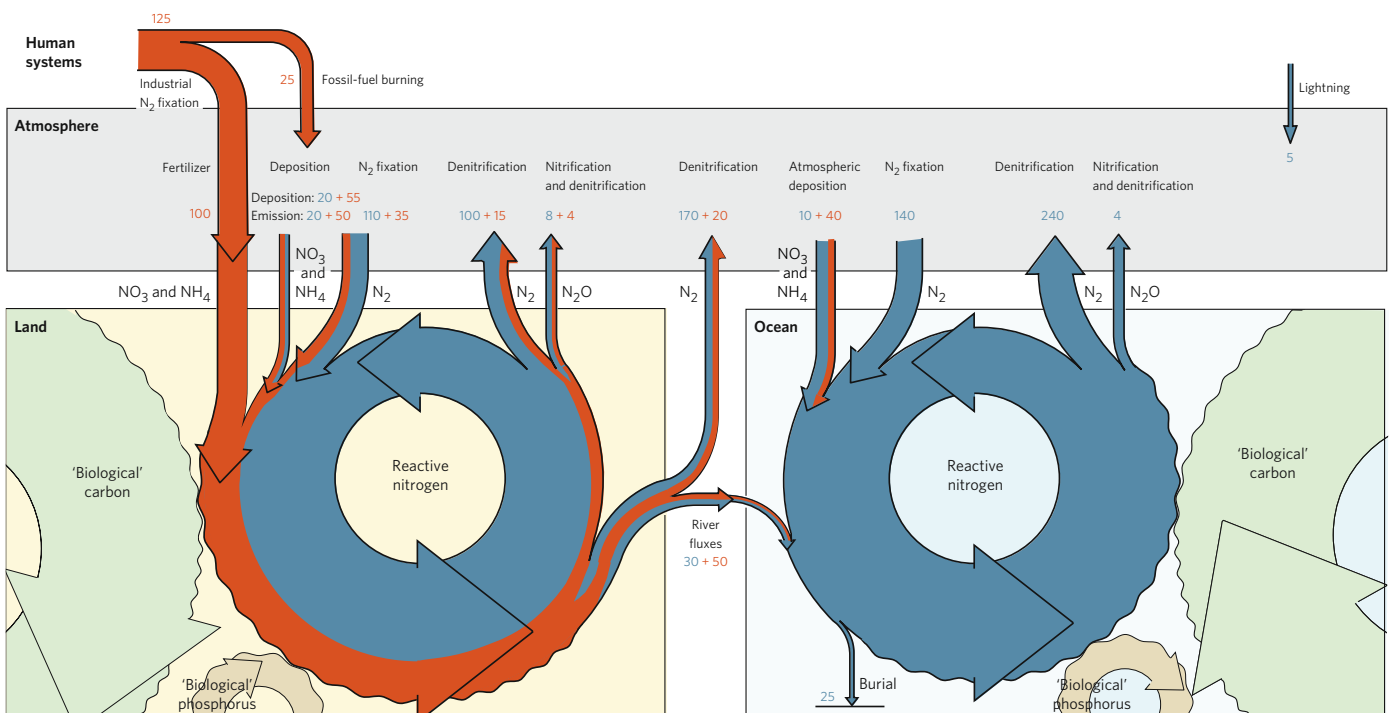 125
Human
systems
Industrial
N2 fixation
25
Fossil-fuel burning
Lightning
Atmosphere
5
Fertilizer
Deposition
N2 fixation
Denitrification
Nitrification
and denitrification
Denitrification
Atmospheric
deposition
N2 fixation
Denitrification
Nitrification
and denitrification
Deposition: 20 + 55
100
Emission: 20 + 50
110 + 35
100 + 15
8 + 4
170 + 20
10 + 40
140
240
4
NO3 and NH4
NO3
and
NH4
N2
N2
N2O
N2
NO3
and
NH4
N2
N2
N2O
Land
Ocean
'Biological'
carbon
Reactive
nitrogen
Reactive
nitrogen
'Biological'
carbon
River
fluxes
30 + 50
'Biological'
phosphorus
25
Burial
'Biological'
phosphorus